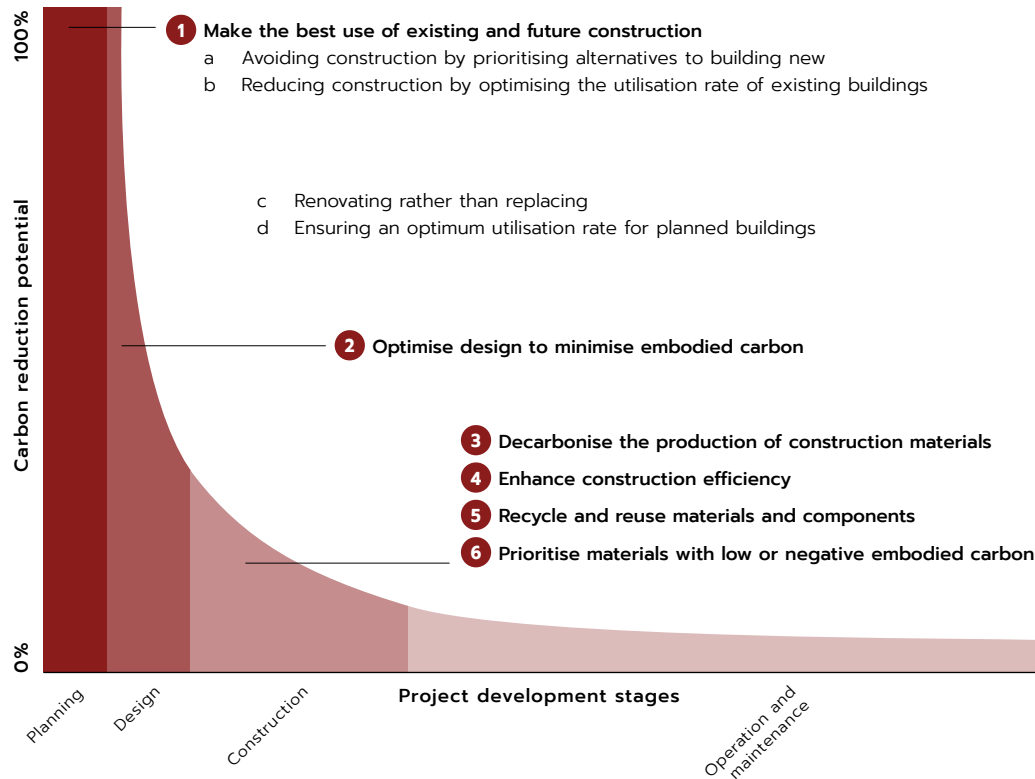 100%
1 Make the best use of existing and future construction
a Avoiding construction by prioritising alternatives to building new
b Reducing construction by optimising the utilisation rate of existing buildings
c Renovating rather than replacing
d Ensuring an optimum utilisation rate for planned buildings
Carbon reduction potential
2 Optimise design to minimise embodied carbon
3 Decarbonise the production of construction materials
4 Enhance construction efficiency
5 Recycle and reuse materials and components
6 Prioritise materials with low or negative embodied carbon
0%
Planning
Design
Construction
Project development stages
Operation and
maintenance